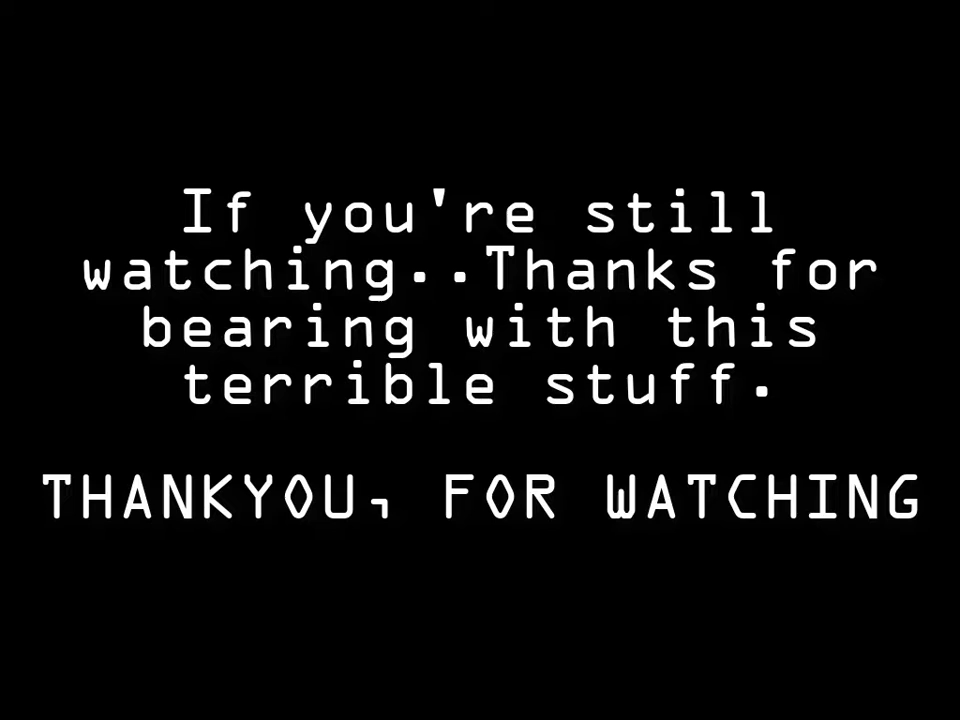 If you're still
watching..Thanks for
bearing with this
terrible stuff.
THANKYOU, FOR WATCHING